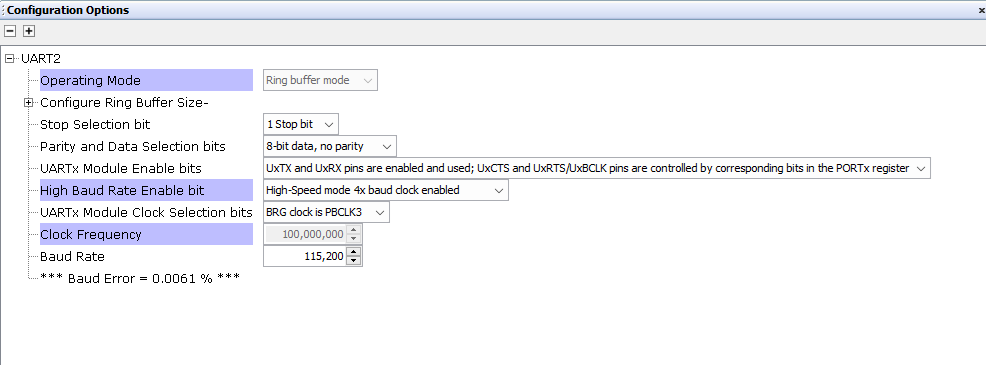 Configuration Options
UART2
Operating Mode Ring buffer mode
Configure Ring Buffer Size-
Stop Selection bit 1 Stop bit
Parity and Data Selection bits 8-bit data, no parity
UARTx Module Enable bits UxTX and UxRX pins are enabled and used; UxCTS and UxRTS/UxBCLK pins are controlled by corresponding bits in the PORTx register
High Baud Rate Enable bit High-Speed mode 4x baud clock enabled
UARTx Module Clock Selection bits BRG clock is PBCLK3
Clock Frequency 100,000,000
Baud Rate 115,200
*** Baud Error = 0.0061 % ***